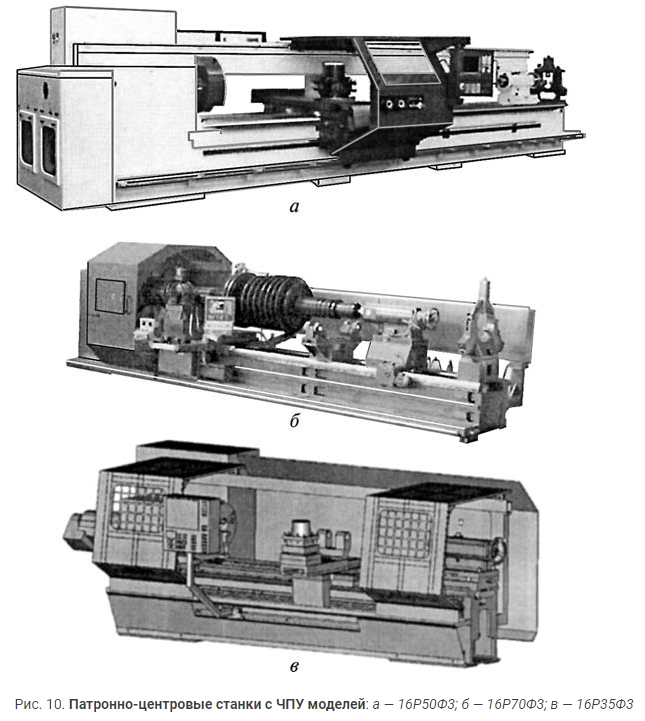 а
б
в
Рис. 10. Патронно-центровые станки с ЧПУ моделей: а — 16Р50Ф3; б — 16Р70Ф3; в — 16Р35Ф3